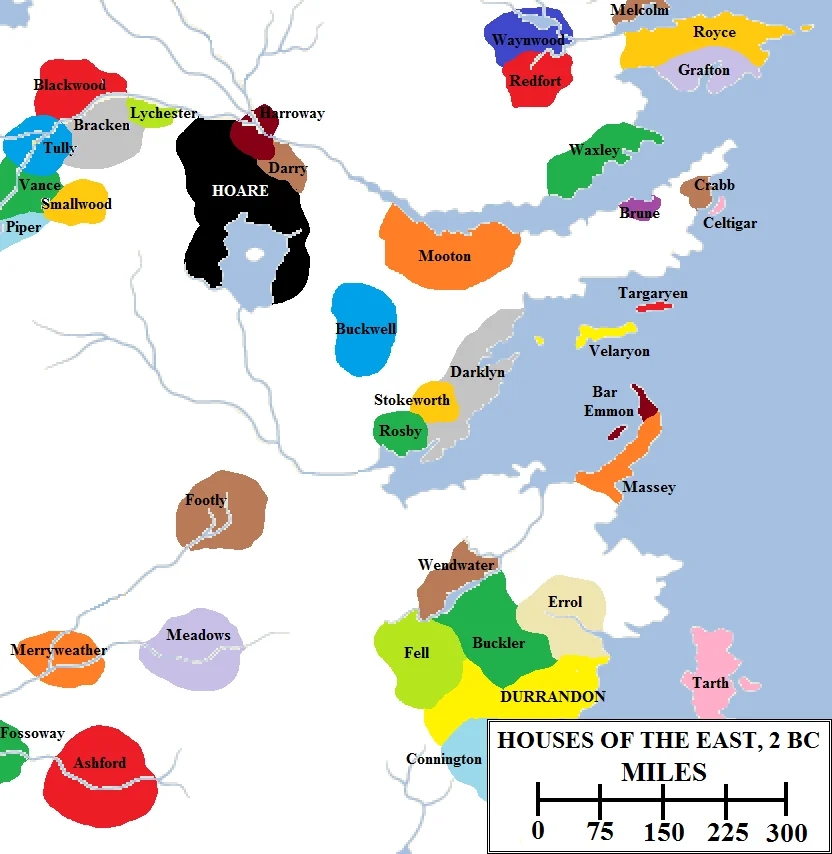 Melcolm
Royce
Waynwood
Grafton
Redfort
Blackwood
Lychester
Harroway
Bracken
Tully
Waxley
Darry
Vance
HOARE
Crabb
Smallwood
Brune
Celtigar
Piper
Mooton
Targaryen
Buckwell
Velaryon
Darklyn
Bar
Emmon
Stokeworth
Rosby
Massey
Footly
Wendwater
Errol
Meadows
Merryweather
Buckler
Fell
Tarth
DURRANDON
Fossoway
Ashford
Connington
HOUSES OF THE EAST, 2 BC
MILES
0 75 150 225 300